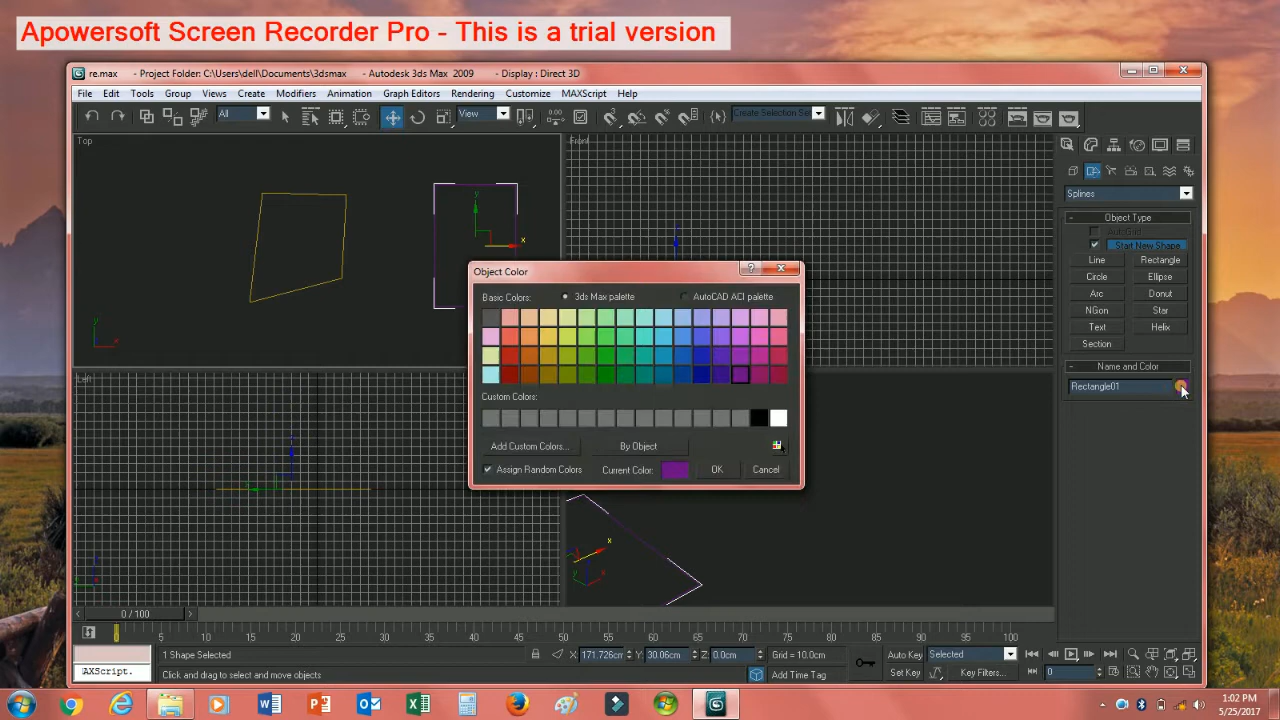 Apowersoft Screen Recorder Pro - This is a trial version
re.max - Project Folder: C:\Users\dell\Documents\3dsmax - Autodesk 3ds Max 2009 - Display : Direct 3D
File Edit Tools Group Views Create Modifiers Animation Graph Editors Rendering Customize MAXScript Help
All View Create Selection Se
Top Front
Splines
Object Type
AutoGrid
Start New Shape
Line Rectangle
Circle Ellipse
Arc Donut
NGon Star
Text Helix
Section
Name and Color
Rectangle01
Object Color
Basic Colors: 3ds Max palette AutoCAD ACI palette
Custom Colors:
Add Custom Colors... By Object
Assign Random Colors Current Color: OK Cancel
Left
y
x
x
0 / 100
0 5 10 15 20 25 30 35 40 45 50 55 60 65 70 75 80 85 90 95 100
1 Shape Selected X: 171.726cm Y: 30.06cm Z: 0.0cm Grid = 10.0cm Auto Key Selected
AXScript. Click and drag to select and move objects Add Time Tag Set Key Key Filters... 0
1:02 PM
5/25/2017